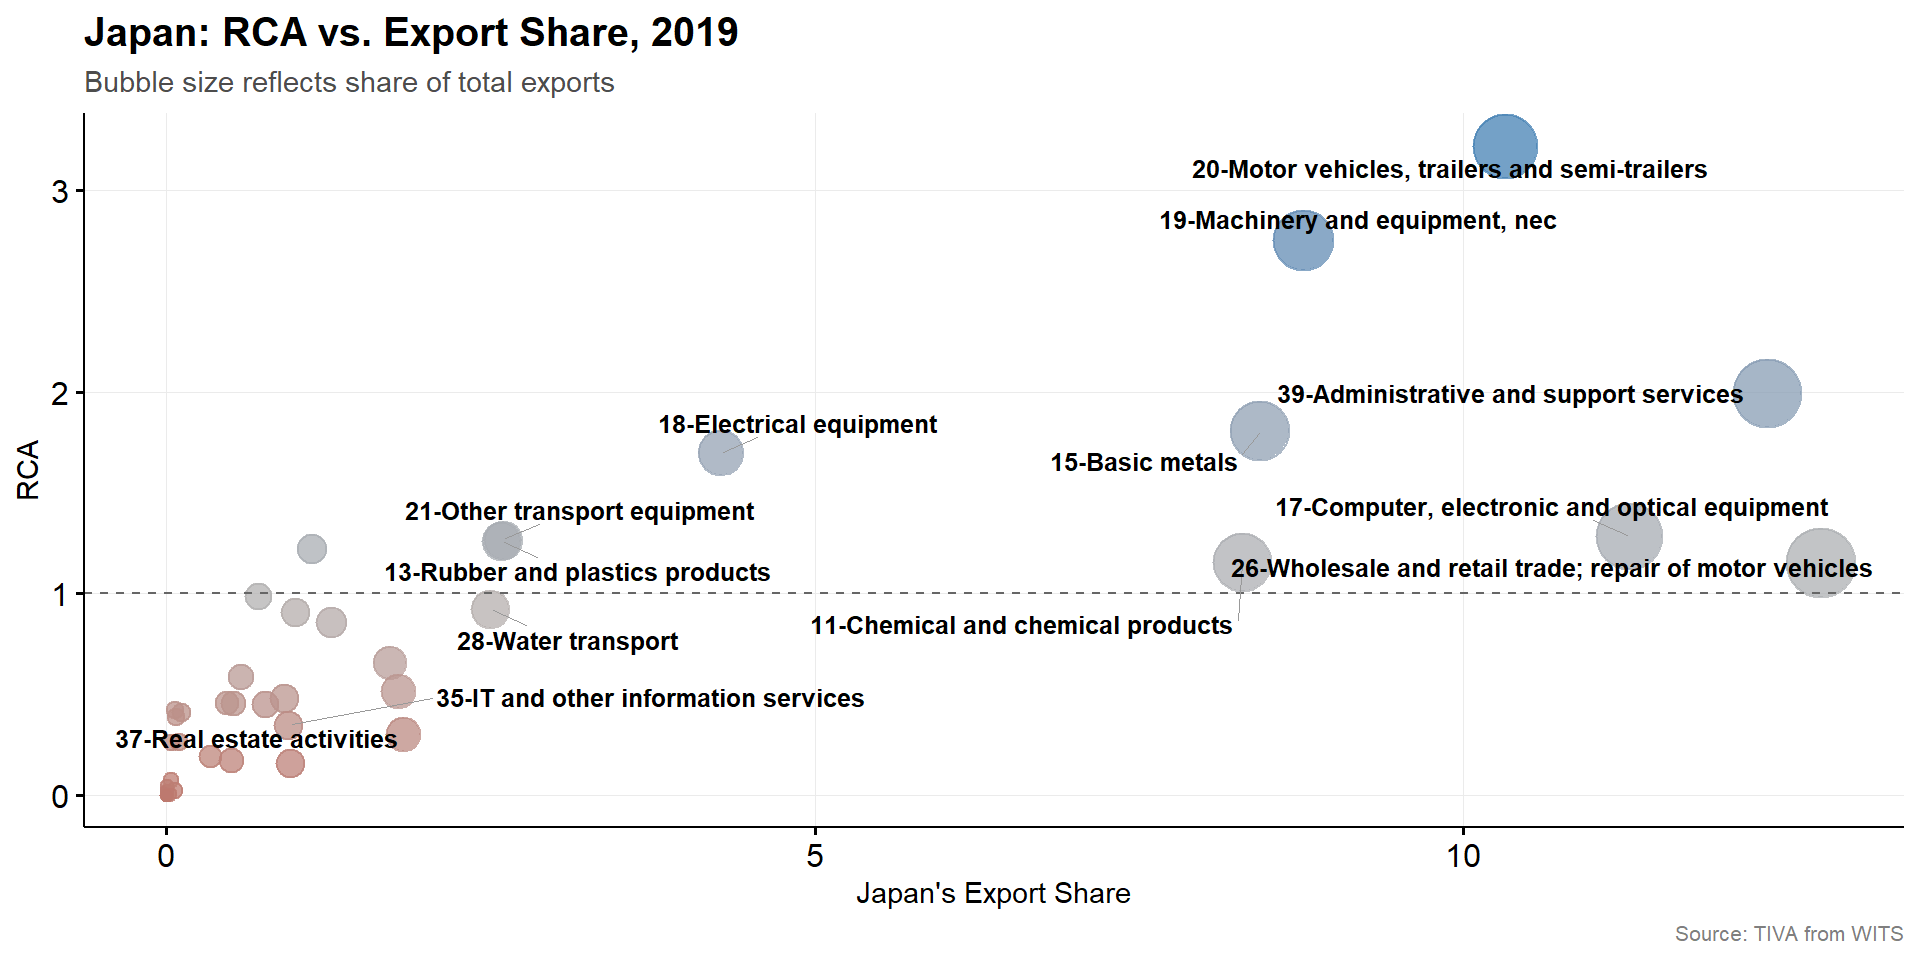 Japan: RCA vs. Export Share, 2019
Bubble size reflects share of total exports
20-Motor vehicles, trailers and semi-trailers
3
19-Machinery and equipment, nec
2
39-Administrative and support services
18-Electrical equipment
15-Basic metals
RCA
21-Other transport equipment
17-Computer, electronic and optical equipment
13-Rubber and plastics products
26-Wholesale and retail trade; repair of motor vehicles
1
11-Chemical and chemical products
28-Water transport
35-IT and other information services
37-Real estate activities
0
0
5
10
Japan's Export Share
Source: TIVA from WITS